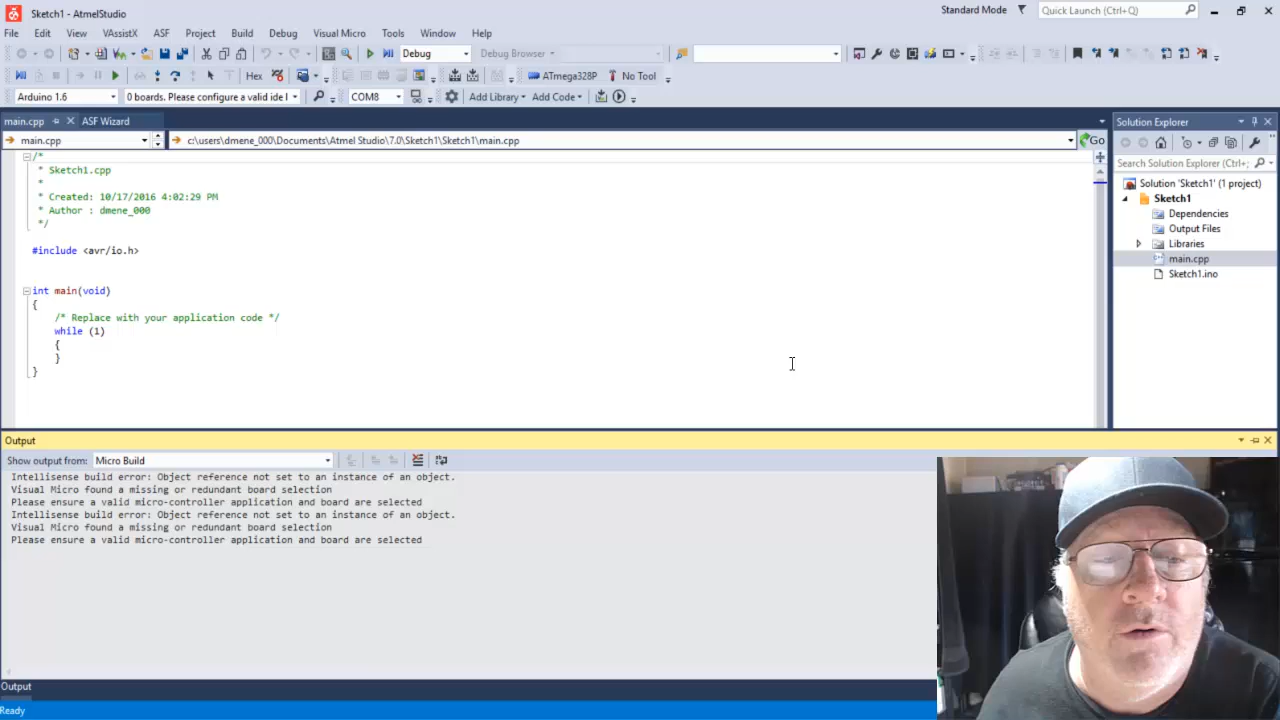 Sketch1 - AtmelStudio
Standard Mode
Quick Launch (Ctrl+Q)
File Edit View VAssistX ASF Project Build Debug Visual Micro Tools Window Help
Debug
Debug Browser
Hex
ATmega328P
No Tool
Arduino 1.6
0 boards. Please configure a valid ide l
COM8
Add Library
Add Code
main.cpp
ASF Wizard
main.cpp
c:\users\dmene_000\Documents\Atmel Studio\7.0\Sketch1\Sketch1\main.cpp
Go
/*
* Sketch1.cpp
*
* Created: 10/17/2016 4:02:29 PM
* Author : dmene_000
*/
#include <avr/io.h>
int main(void)
{
/* Replace with your application code */
while (1)
{
}
}
Solution Explorer
Search Solution Explorer (Ctrl+;
Solution 'Sketch1' (1 project)
Sketch1
Dependencies
Output Files
Libraries
main.cpp
Sketch1.ino
Output
Show output from: Micro Build
Intellisense build error: Object reference not set to an instance of an object.
Visual Micro found a missing or redundant board selection
Please ensure a valid micro-controller application and board are selected
Intellisense build error: Object reference not set to an instance of an object.
Visual Micro found a missing or redundant board selection
Please ensure a valid micro-controller application and board are selected
Output
Ready